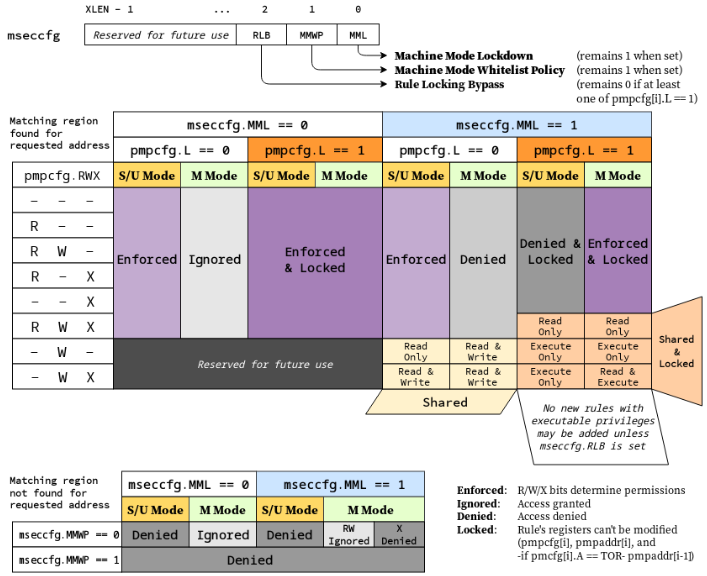 XLEN - 1 ... 2 1 0
mseccfg Reserved for future use RLB MMWP MML
Machine Mode Lockdown (remains 1 when set)
Machine Mode Whitelist Policy (remains 1 when set)
Rule Locking Bypass (remains 0 if at least
one of pmpcfg[i].L == 1)
Matching region
found for
requested address
mseccfg.MML == 0 mseccfg.MML == 1
pmpcfg.L == 0 pmpcfg.L == 1 pmpcfg.L == 0 pmpcfg.L == 1
pmpcfg.RWX S/U Mode M Mode S/U Mode M Mode S/U Mode M Mode S/U Mode M Mode
- - -
R - -
R W -
R - X
- - X
R W X
- W -
- W X
Enforced Ignored Enforced
& Locked
Enforced Denied Denied &
Locked
Enforced
& Locked
Read
Only
Read
Only
Reserved for future use
Read
Only
Read &
Write
Execute
Only
Execute
Only
Read &
Write
Read &
Write
Execute
Only
Read &
Execute
Shared
&
Locked
Shared
No new rules with
executable privileges
may be added unless
mseccfg.RLB is set
Matching region
not found for
requested address
mseccfg.MML == 0 mseccfg.MML == 1
S/U Mode M Mode S/U Mode M Mode
mseccfg.MMWP == 0 Denied Ignored Denied RW
Ignored
X
Denied
mseccfg.MMWP == 1 Denied
Enforced: R/W/X bits determine permissions
Ignored: Access granted
Denied: Access denied
Locked: Rule's registers can't be modified
(pmpcfg[i], pmpaddr[i], and
-if pmcfg[i].A == TOR- pmpaddr[i-1])